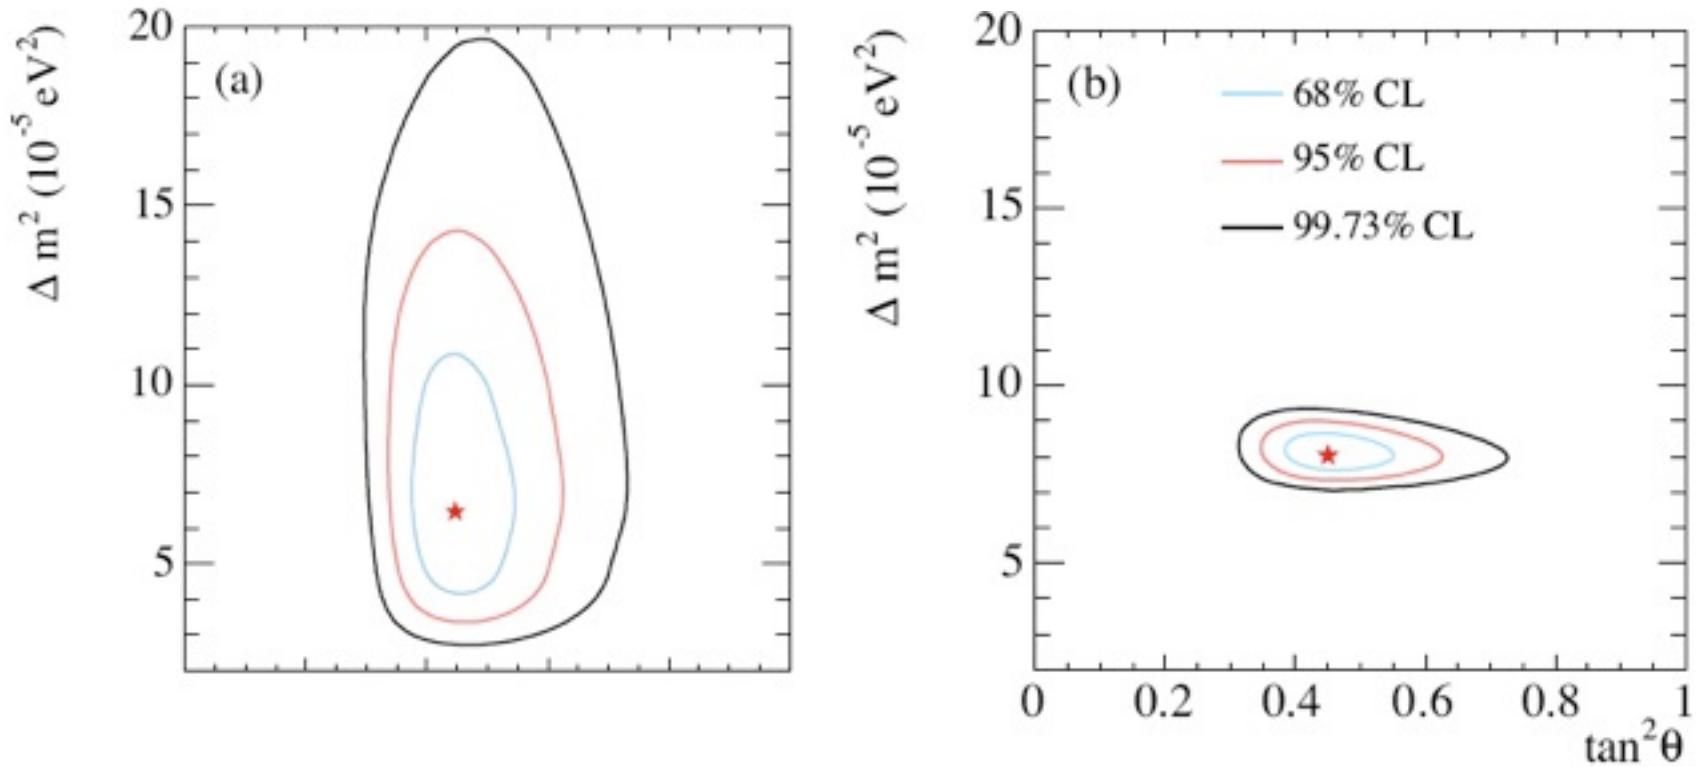 20
15
10
5
Δ m² (10⁻⁵ eV²)
(a)
20
15
10
5
Δ m² (10⁻⁵ eV²)
(b)
68% CL
95% CL
99.73% CL
0 0.2 0.4 0.6 0.8 1
tan²θ